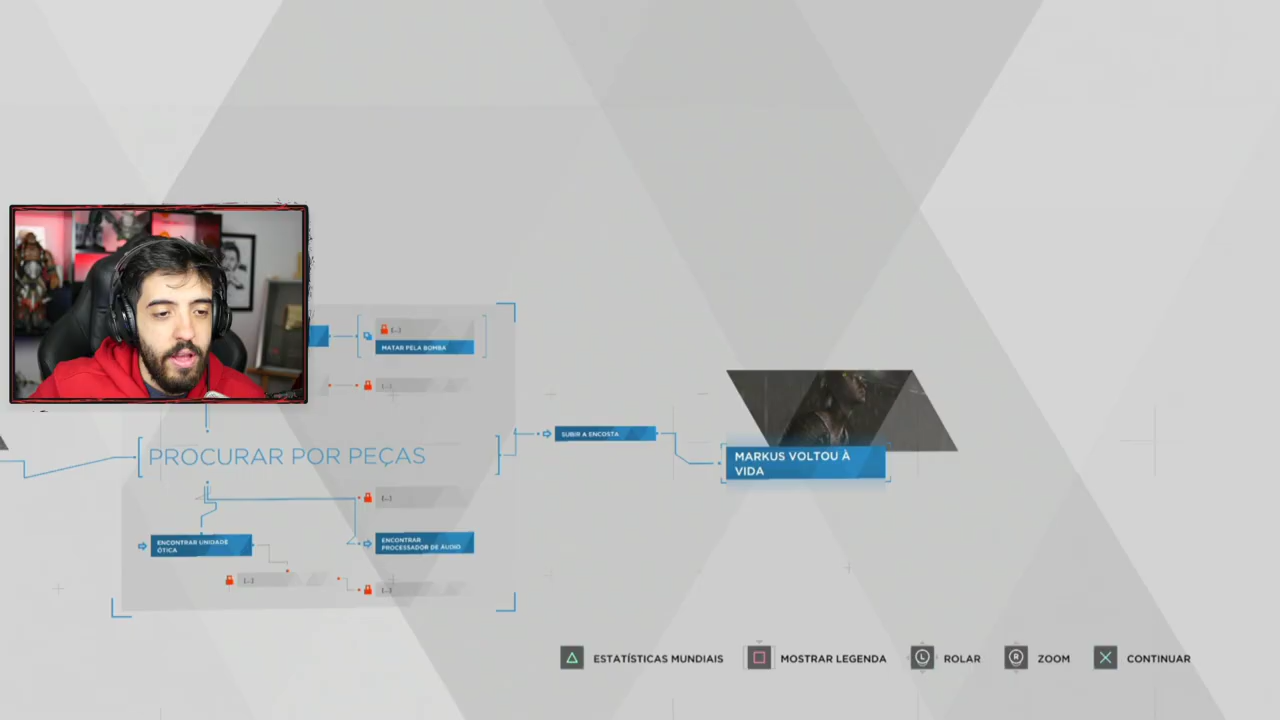 [...]
MATAR PELA BOMBA
[...]
SUBIR A ENCOSTA
PROCURAR POR PEÇAS
MARKUS VOLTOU À
VIDA
[...]
ENCONTRAR UNIDADE
ÓTICA
ENCONTRAR
PROCESSADOR DE ÁUDIO
[...]
[...]
ESTATÍSTICAS MUNDIAIS
MOSTRAR LEGENDA
L
ROLAR
R
ZOOM
CONTINUAR